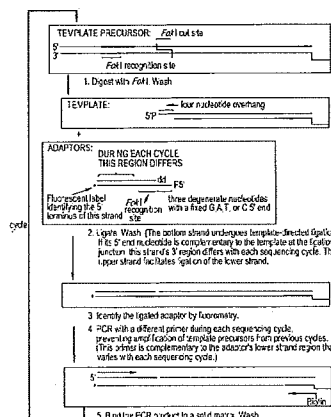 TEMPLATE PRECURSOR: FokI cut site
5'
3'
FokI recognition site
1. Digest with FokI. Wash
TEMPLATE: four nucleotide overhang
5'P
ADAPTORS:
DURING EACH CYCLE
THIS REGION DIFFERS
dd
F5'
Fluorescent label
identifying the 5'
terminus of this strand
FokI
recognition
site
three degenerate nucleotides
with a fixed G,A,T, or C 5' end
cycle
2. Ligate. Wash (The bottom strand undergoes template-directed ligation
if its 5' end nucleotide is complementary to the template at the ligation
junction this strand's 3' region differs with each sequencing cycle. Th
upper strand facilitates ligation of the lower strand.
3 Identify the ligated adaptor by fluorometry.
4 PCR with a different primer during each sequencing cycle,
preventing amplification of template precursors from previous cycles.
(This primer is complementary to the adaptor's lower strand region tha
varies with each sequencing cycle.)
5'
Biotin
5 Bind the PCR product to a solid matrix Wash